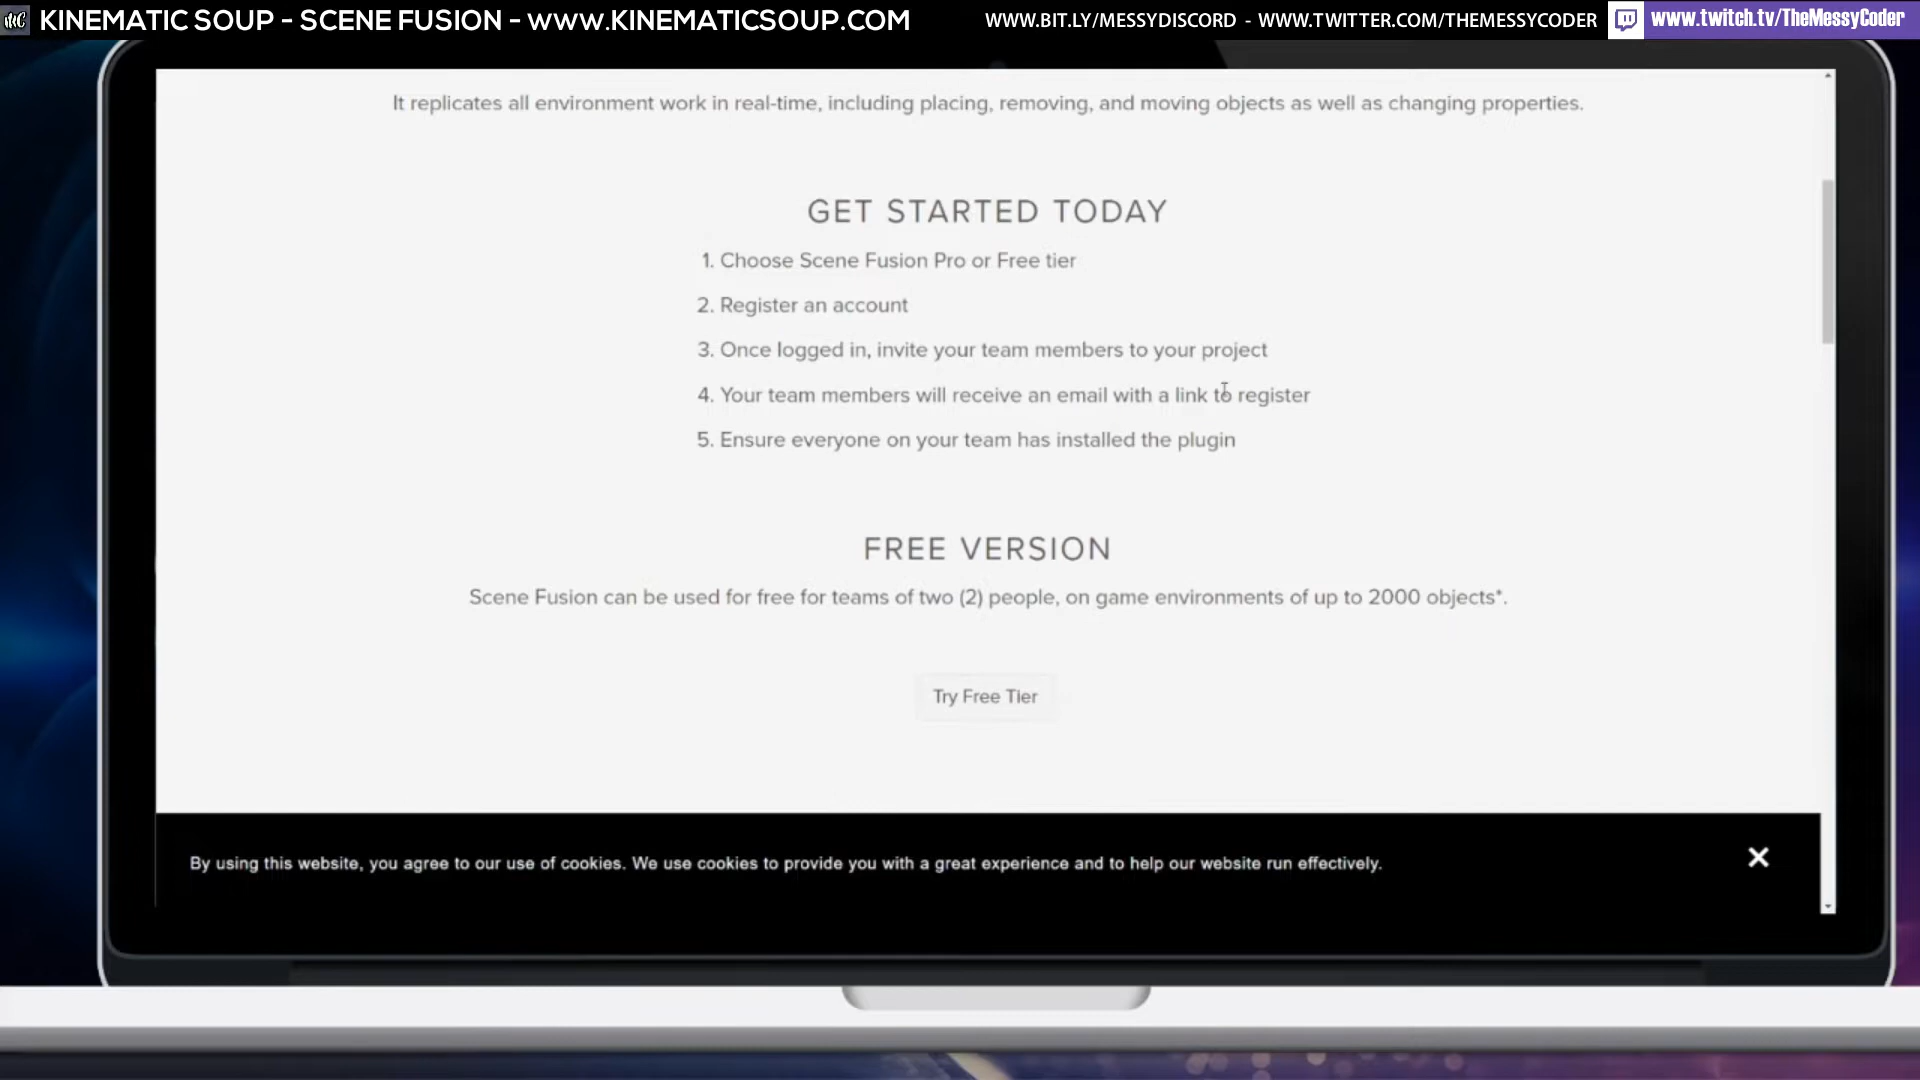 KINEMATIC SOUP - SCENE FUSION - www.KINEMATICSOUP.COM
WWW.BIT.LY/MESSYDISCORD - WWW.TWITTER.COM/THEMESSYCODER
www.twitch.tv/TheMessyCoder
It replicates all environment work in real-time, including placing, removing, and moving objects as well as changing properties.
GET STARTED TODAY
1. Choose Scene Fusion Pro or Free tier
2. Register an account
3. Once logged in, invite your team members to your project
4. Your team members will receive an email with a link to register
5. Ensure everyone on your team has installed the plugin
FREE VERSION
Scene Fusion can be used for free for teams of two (2) people, on game environments of up to 2000 objects*.
Try Free Tier
By using this website, you agree to our use of cookies. We use cookies to provide you with a great experience and to help our website run effectively.